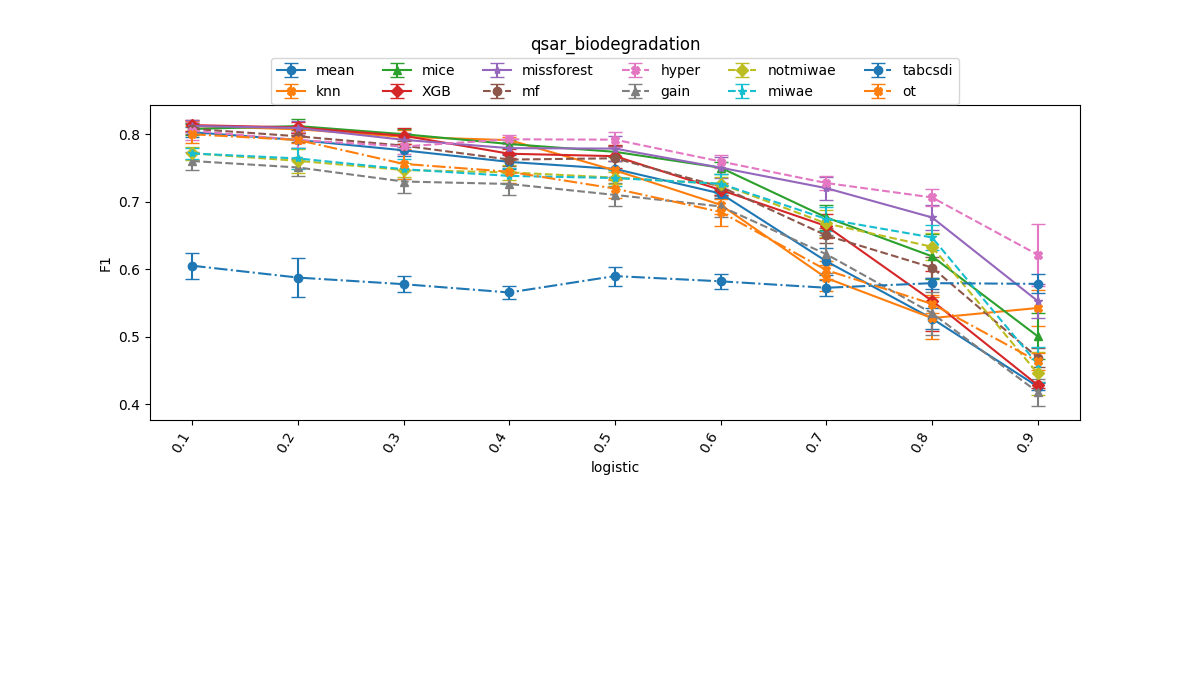 qsar_biodegradation
mean mice missforest hyper notmiwae tabcsdi
knn XGB mf gain miwae ot
0.8
0.7
0.6
0.5
0.4
F1
0.1 0.2 0.3 0.4 0.5 0.6 0.7 0.8 0.9
logistic